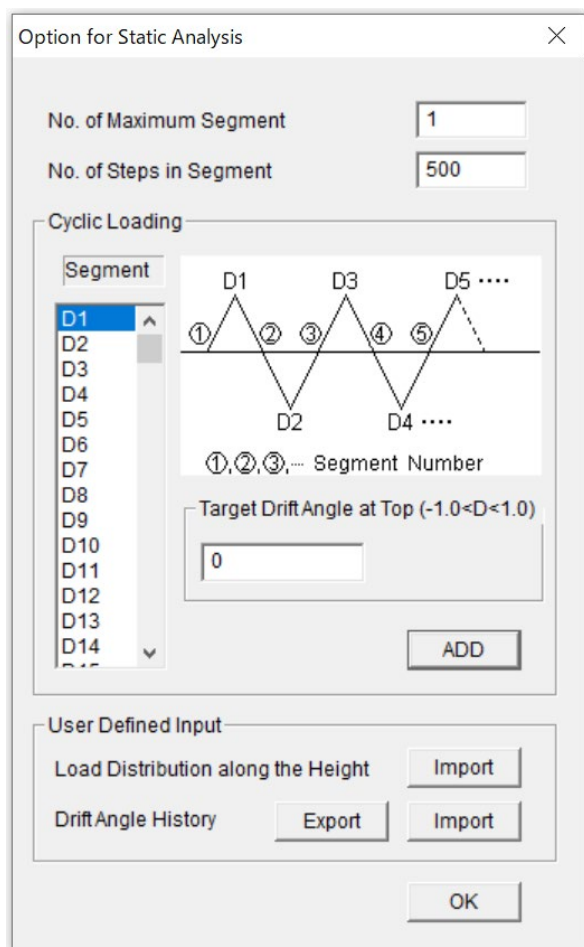 Option for Static Analysis
No. of Maximum Segment
1
No. of Steps in Segment
500
Cyclic Loading
Segment
D1
D2
D3
D4
D5
D6
D7
D8
D9
D10
D11
D12
D13
D14
D1 D3 D5 ····
① ② ③ ④ ⑤
D2 D4 ····
①,②,③,··· Segment Number
Target Drift Angle at Top (-1.0<D<1.0)
0
ADD
User Defined Input
Load Distribution along the Height
Import
Drift Angle History
Export
Import
OK